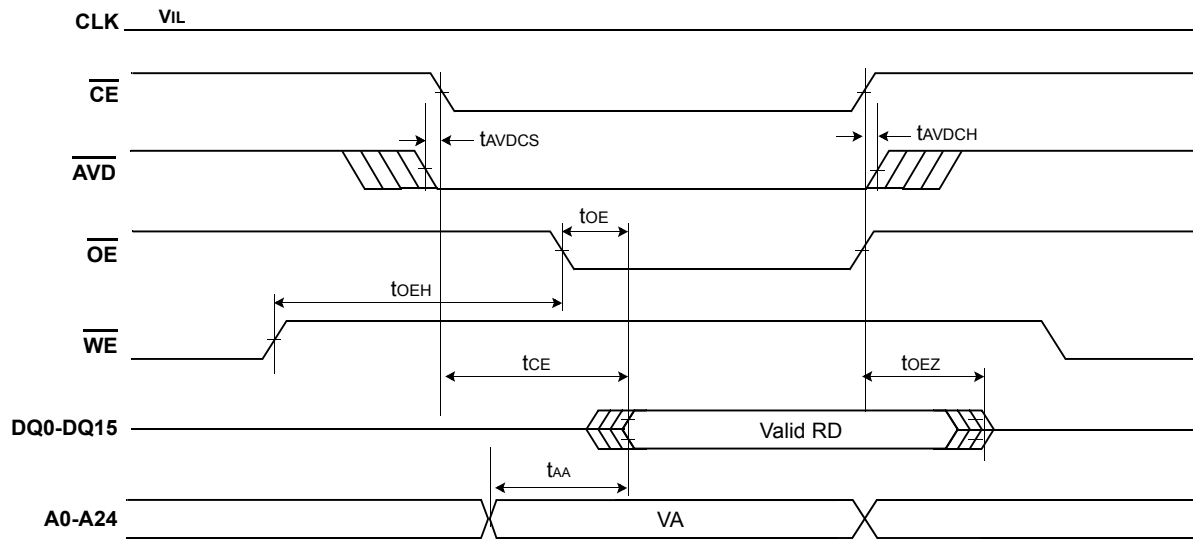 CLK VIL
CE
tAVDCS tAVDCH
AVD
tOE
OE
tOEH
WE
tCE tOEZ
DQ0-DQ15 Valid RD
tAA
A0-A24 VA